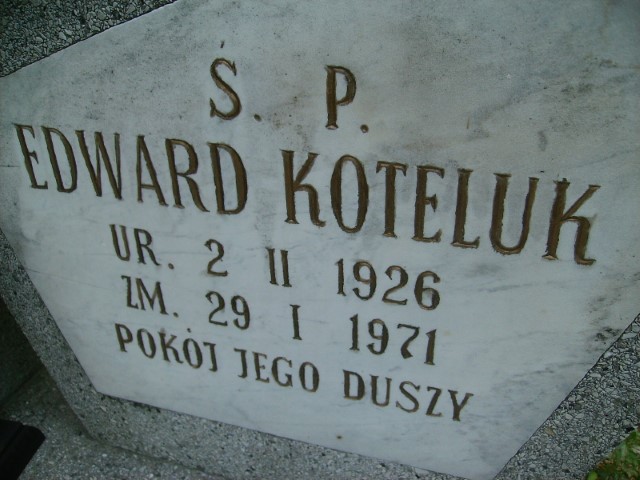 Ś. P.
EDWARD KOTELUK
UR. 2 II 1926
ZM. 29 I 1971
POKÓJ JEGO DUSZY